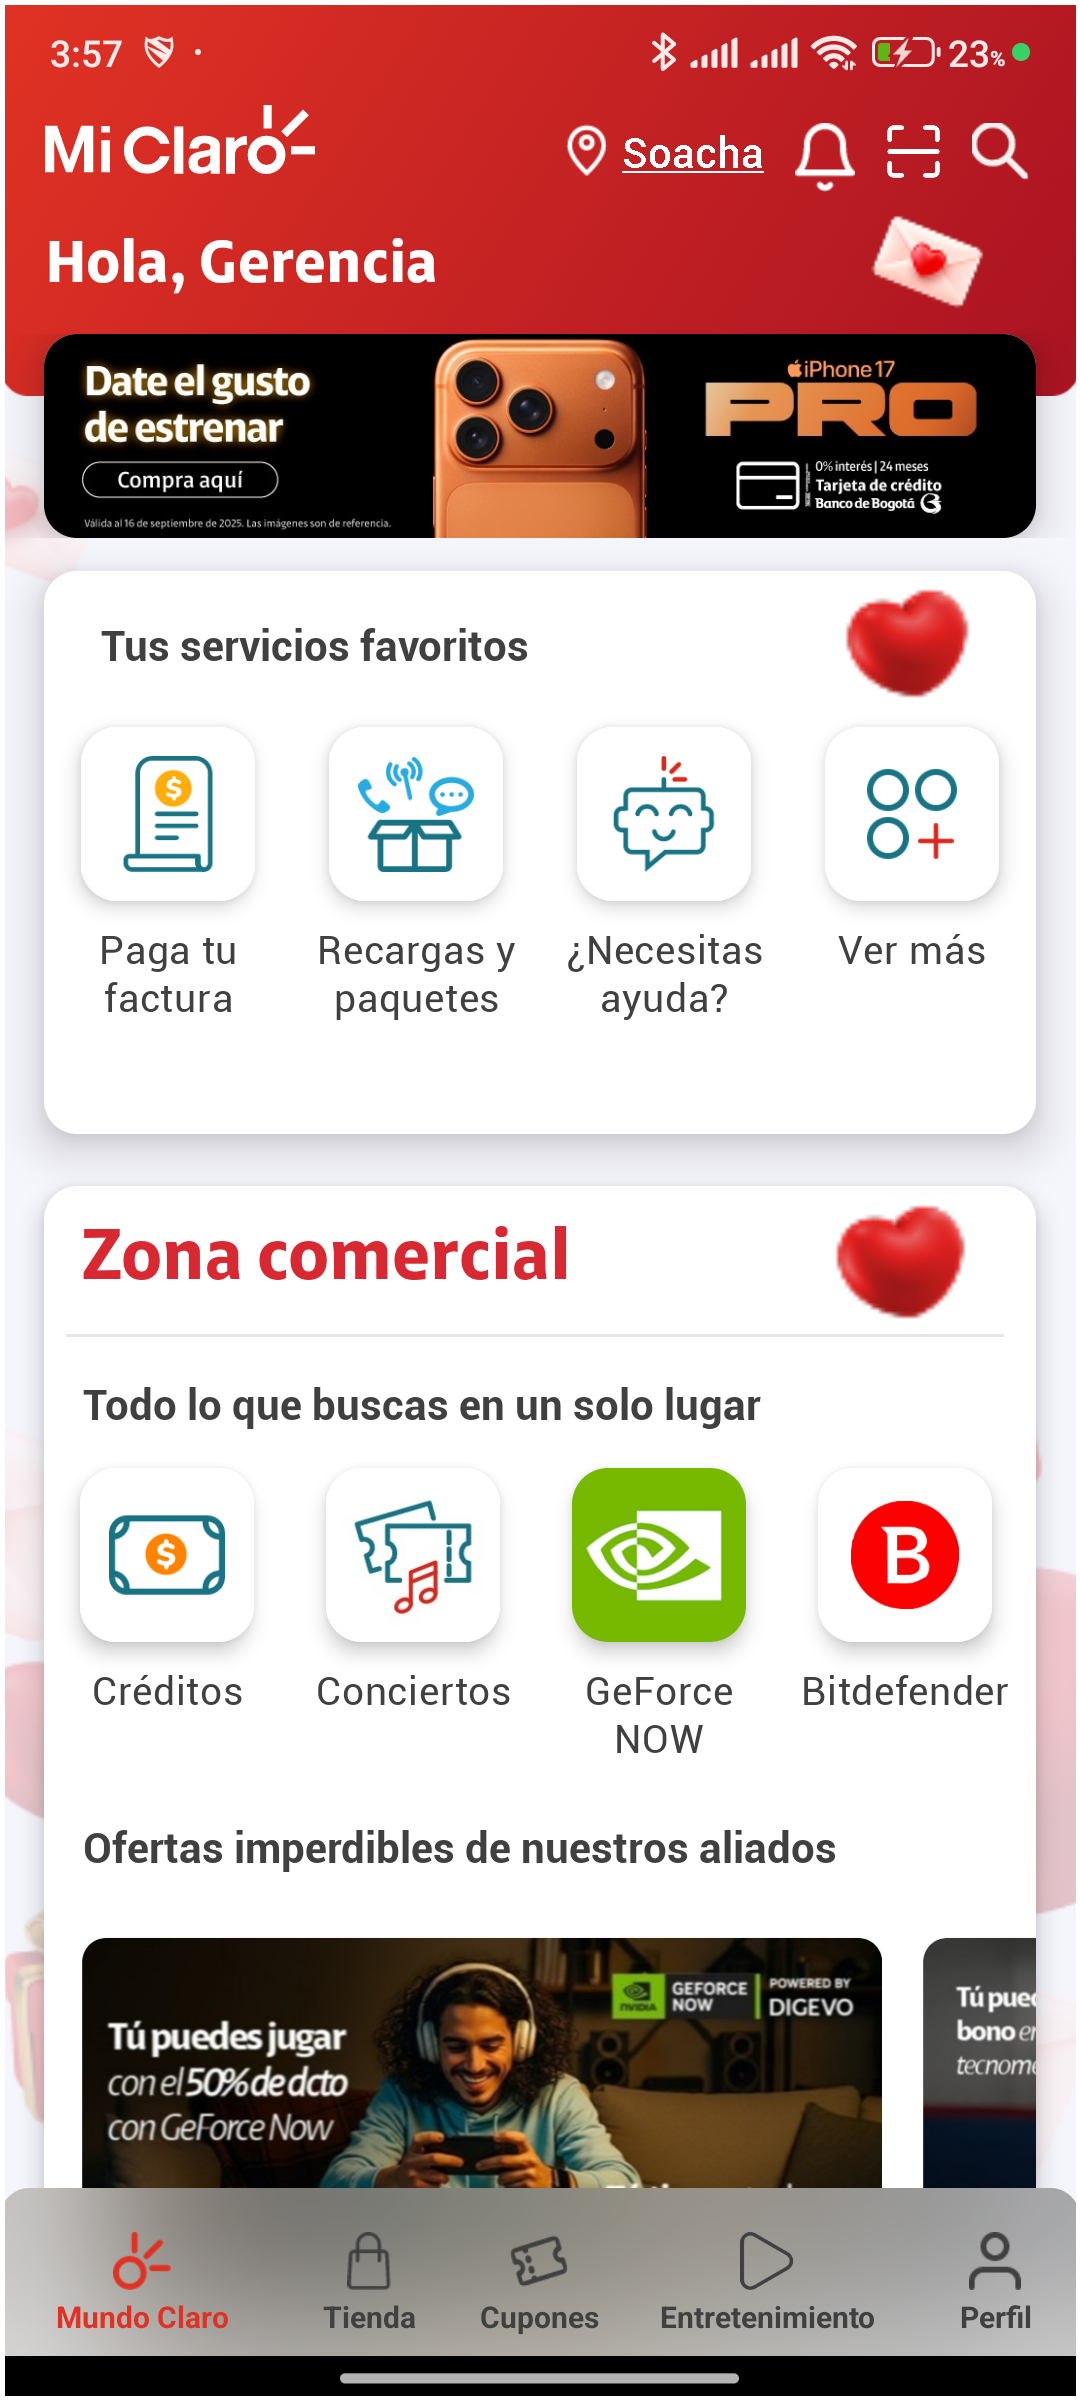 3:57
23%
Mi Claro
Soacha
Hola, Gerencia
Date el gusto
de estrenar
Compra aquí
Válida al 16 de septiembre de 2025. Las imágenes son de referencia.
iPhone 17
PRO
0% interés | 24 meses
Tarjeta de crédito
Banco de Bogotá
Tus servicios favoritos
Paga tu
factura
Recargas y
paquetes
¿Necesitas
ayuda?
Ver más
Zona comercial
Todo lo que buscas en un solo lugar
B
Créditos
Conciertos
GeForce
NOW
Bitdefender
Ofertas imperdibles de nuestros aliados
Tú puedes jugar
con el 50% de dcto
con GeForce Now
NVIDIA
GEFORCE
NOW
POWERED BY
DIGEVO
bono
Mundo Claro
Tienda
Cupones
Entretenimiento
Perfil